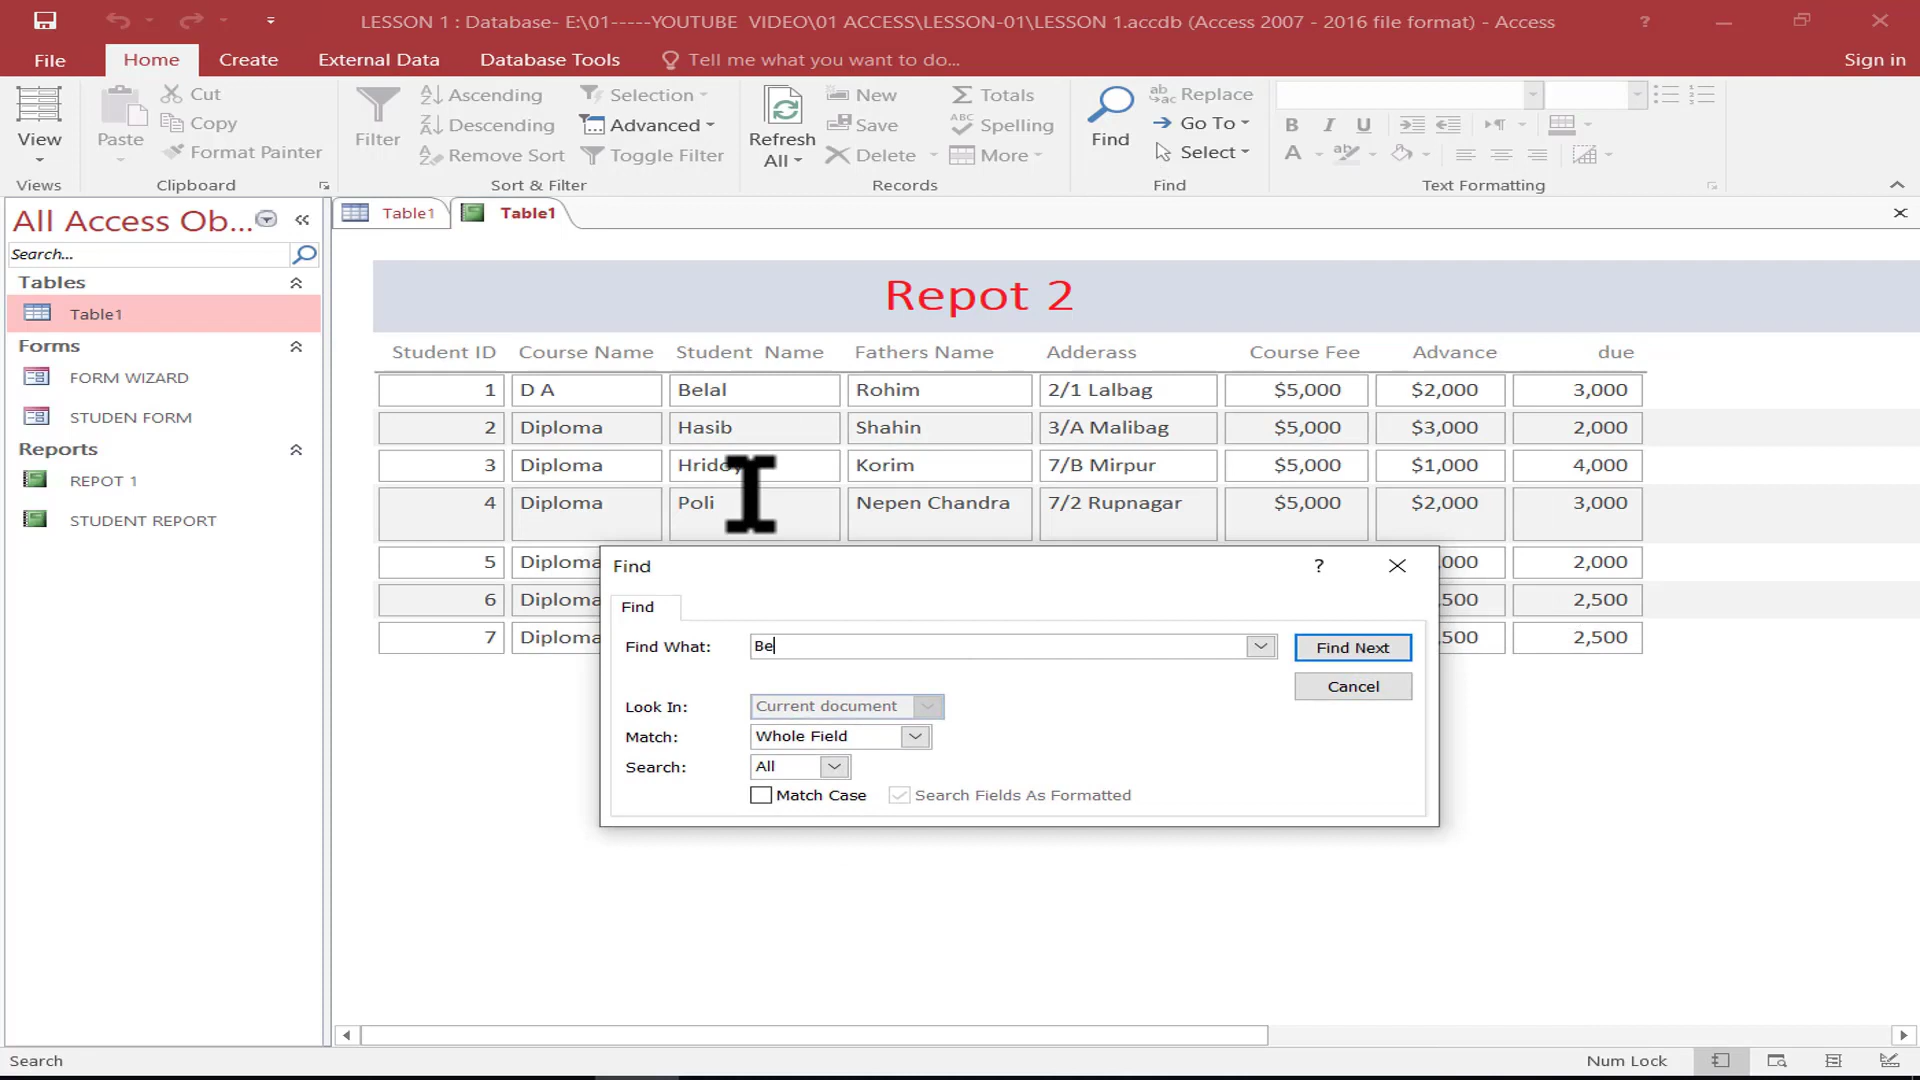 LESSON 1 : Database- E:\01-----YOUTUBE  VIDEO\01 ACCESS\LESSON-01\LESSON 1.accdb (Access 2007 - 2016 file format) - Access
?
File Home Create External Data Database Tools Tell me what you want to do... Sign in
View
Views
Paste
Cut
Copy
Format Painter
Clipboard
Filter
Ascending
Descending
Remove Sort
Selection
Advanced
Toggle Filter
Sort & Filter
Refresh
All
New
Save
Delete
Totals
Spelling
More
Records
Find
Replace
Go To
Select
Find
B I U
A
Text Formatting
All Access Ob...
Search...
Tables
Table1
Forms
FORM WIZARD
STUDEN FORM
Reports
REPOT 1
STUDENT REPORT
Table1 Table1
Repot 2
Student ID Course Name Student  Name Fathers Name Adderass Course Fee Advance due
1 D A Belal Rohim 2/1 Lalbag $5,000 $2,000 3,000
2 Diploma Hasib Shahin 3/A Malibag $5,000 $3,000 2,000
3 Diploma Hridoy Korim 7/B Mirpur $5,000 $1,000 4,000
4 Diploma Poli Nepen Chandra 7/2 Rupnagar $5,000 $2,000 3,000
5 Diploma ,000 2,000
6 Diploma ,500 2,500
7 Diploma ,500 2,500
Find ?
Find
Find What: Be Find Next
Cancel
Look In: Current document
Match: Whole Field
Search: All
Match Case Search Fields As Formatted
Search Num Lock